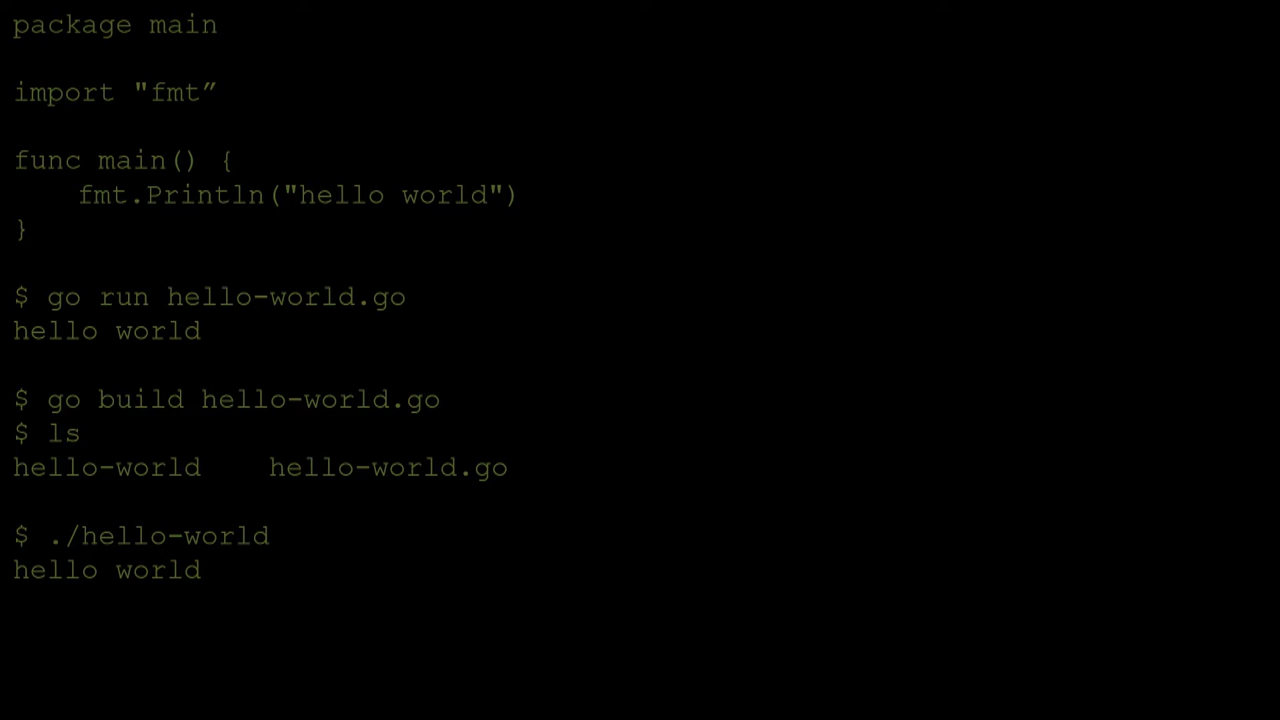 package main
import "fmt”
func main() {
fmt.Println("hello world")
}
$ go run hello-world.go
hello world
$ go build hello-world.go
$ ls
hello-world    hello-world.go
$ ./hello-world
hello world